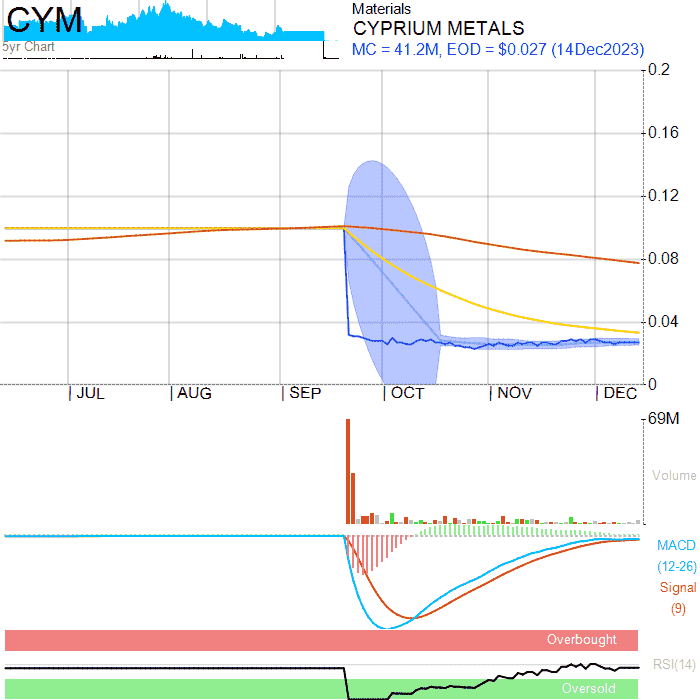 CYM
Materials
CYPRIUM METALS
5yr Chart
MC = 41.2M, EOD = $0.027 (14Dec2023)
0.2
0.16
0.12
0.08
0.04
0
JUL AUG SEP OCT NOV DEC
69M
Volume
MACD
(12-26)
Signal
(9)
Overbought
RSI(14)
Oversold